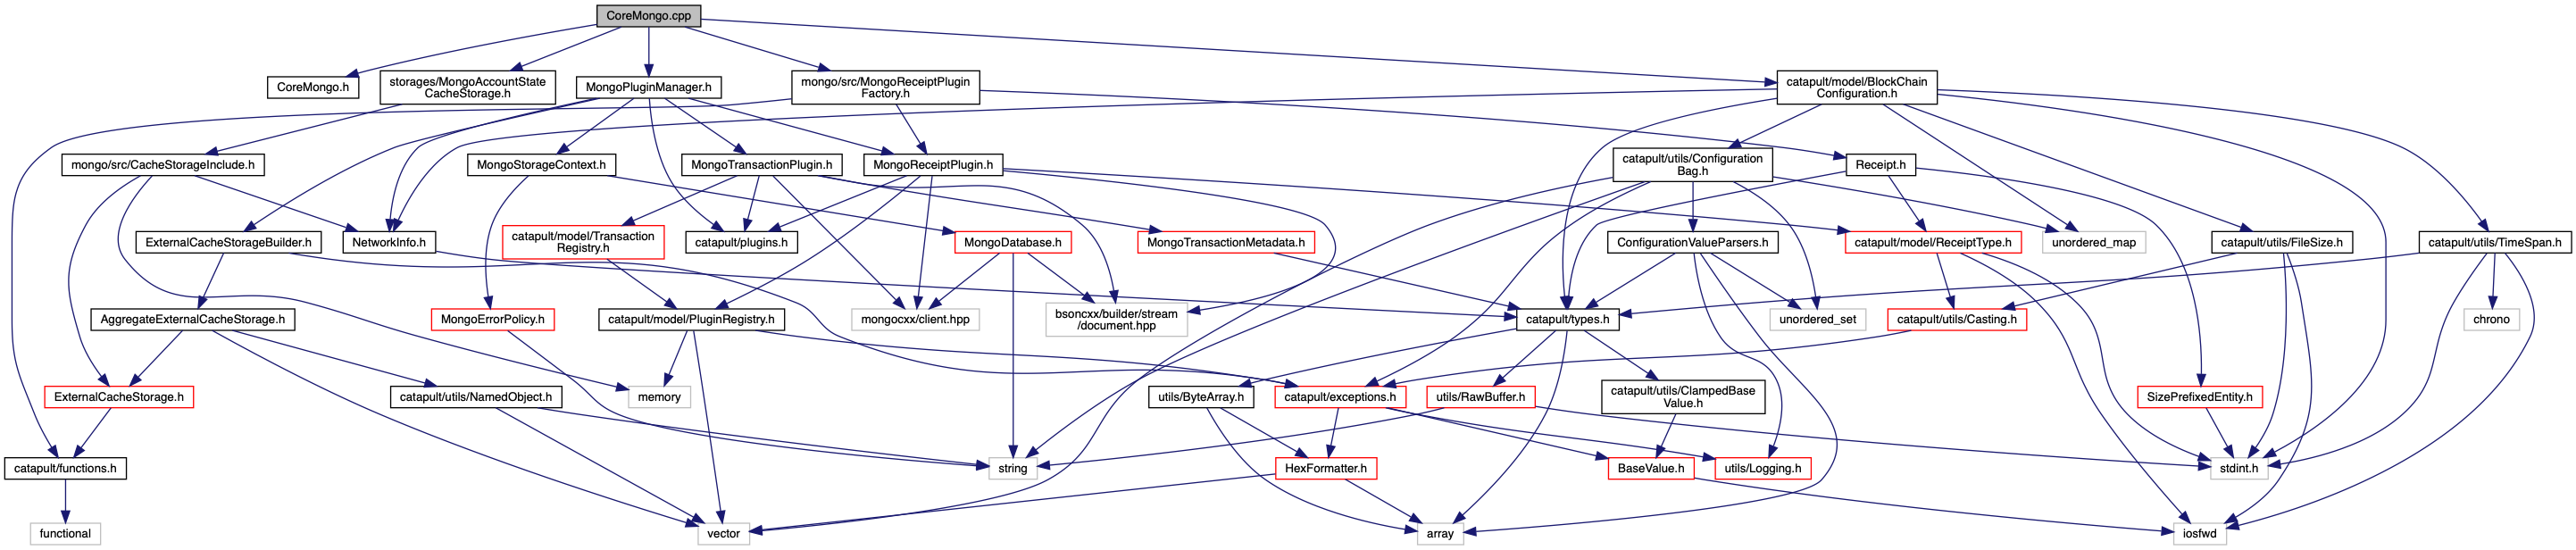 CoreMongo.cpp
CoreMongo.h
storages/MongoAccountState
CacheStorage.h
MongoPluginManager.h
mongo/src/MongoReceiptPlugin
Factory.h
catapult/model/BlockChain
Configuration.h
mongo/src/CacheStorageInclude.h
MongoStorageContext.h
MongoTransactionPlugin.h
MongoReceiptPlugin.h
catapult/utils/Configuration
Bag.h
Receipt.h
ExternalCacheStorageBuilder.h
NetworkInfo.h
catapult/model/Transaction
Registry.h
catapult/plugins.h
MongoDatabase.h
MongoTransactionMetadata.h
ConfigurationValueParsers.h
catapult/model/ReceiptType.h
unordered_map
catapult/utils/FileSize.h
catapult/utils/TimeSpan.h
AggregateExternalCacheStorage.h
MongoErrorPolicy.h
catapult/model/PluginRegistry.h
mongocxx/client.hpp
bsoncxx/builder/stream
/document.hpp
catapult/types.h
unordered_set
catapult/utils/Casting.h
chrono
ExternalCacheStorage.h
catapult/utils/NamedObject.h
memory
utils/ByteArray.h
catapult/exceptions.h
utils/RawBuffer.h
catapult/utils/ClampedBase
Value.h
SizePrefixedEntity.h
catapult/functions.h
string
HexFormatter.h
BaseValue.h
utils/Logging.h
stdint.h
functional
vector
array
iosfwd